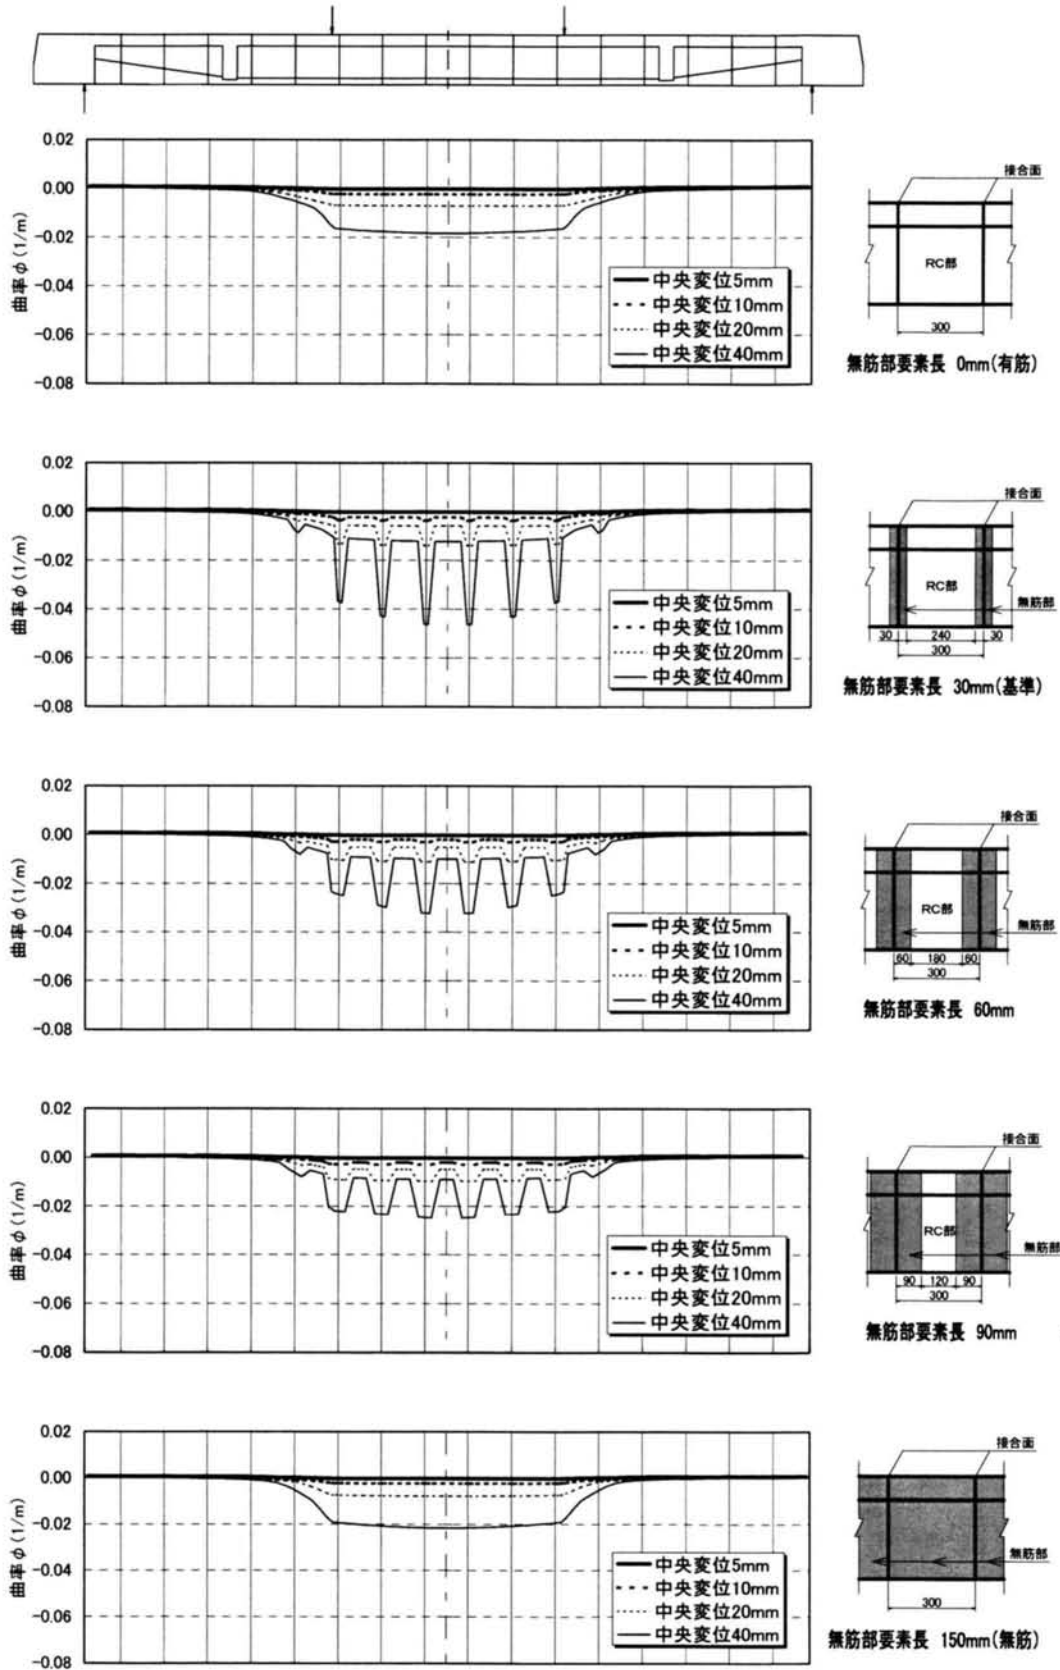 0.02
0.00
-0.02
-0.04
-0.06
-0.08
曲率φ(1/m)
中央変位5mm
中央変位10mm
中央変位20mm
中央変位40mm
接合面
RC部
300
無筋部要素長 0mm(有筋)
0.02
0.00
-0.02
-0.04
-0.06
-0.08
曲率φ(1/m)
中央変位5mm
中央変位10mm
中央変位20mm
中央変位40mm
接合面
RC部
無筋部
30 240 30
300
無筋部要素長 30mm(基準)
0.02
0.00
-0.02
-0.04
-0.06
-0.08
曲率φ(1/m)
中央変位5mm
中央変位10mm
中央変位20mm
中央変位40mm
接合面
RC部
無筋部
60 180 60
300
無筋部要素長 60mm
0.02
0.00
-0.02
-0.04
-0.06
-0.08
曲率φ(1/m)
中央変位5mm
中央変位10mm
中央変位20mm
中央変位40mm
接合面
RC部
無筋部
90 120 90
300
無筋部要素長 90mm
0.02
0.00
-0.02
-0.04
-0.06
-0.08
曲率φ(1/m)
中央変位5mm
中央変位10mm
中央変位20mm
中央変位40mm
接合面
無筋部
300
無筋部要素長 150mm(無筋)